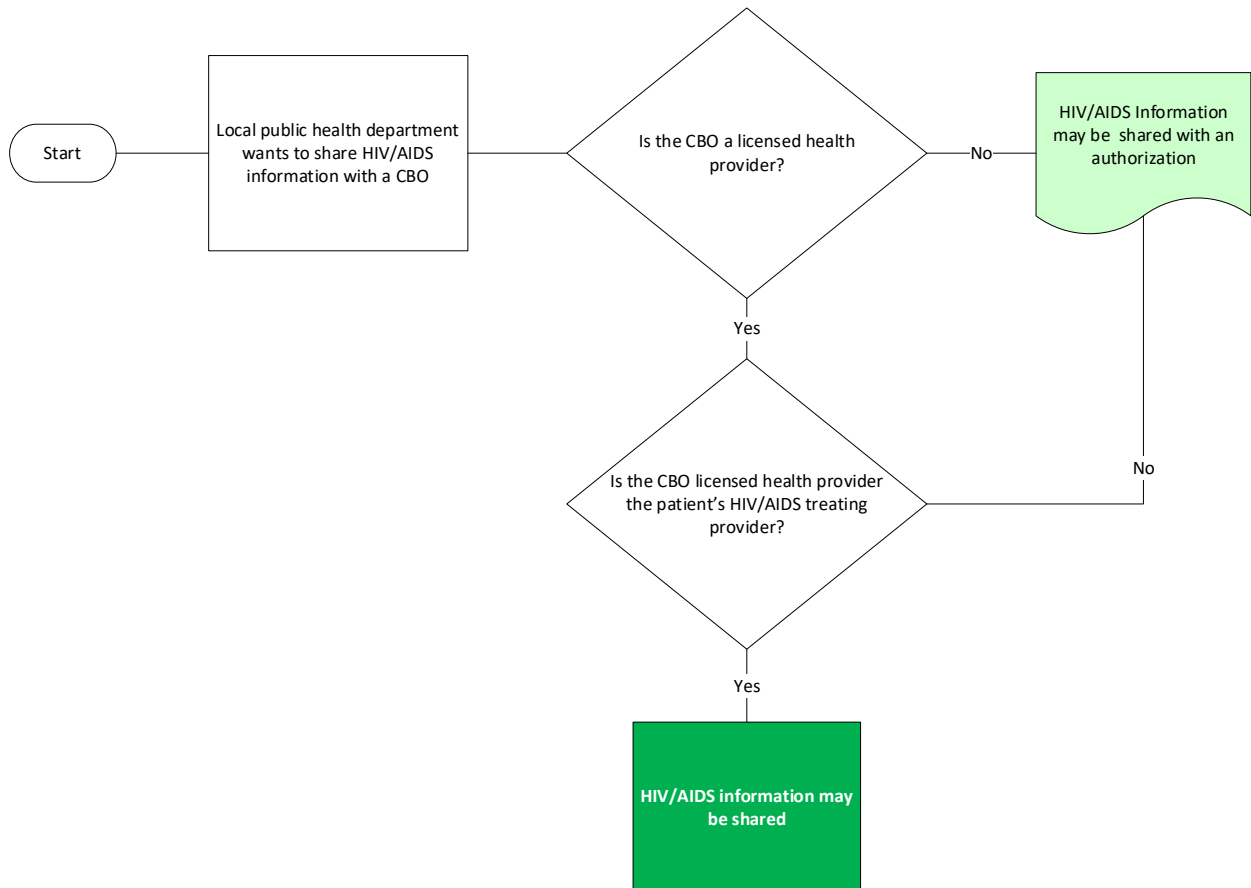 Start
Local public health department
wants to share HIV/AIDS
information with a CBO
Is the CBO a licensed health
provider?
No
HIV/AIDS Information
may be  shared with an
authorization
Yes
Is the CBO licensed health provider
the patient’s HIV/AIDS treating
provider?
No
Yes
HIV/AIDS information may
be shared